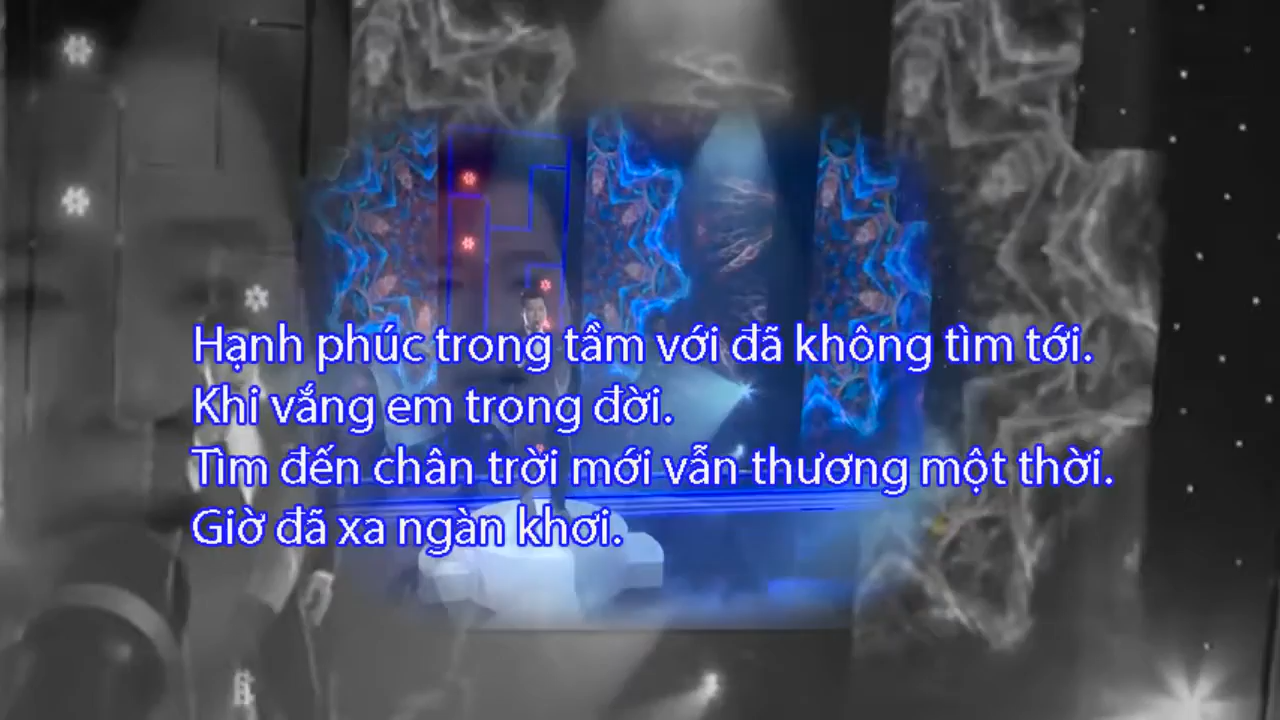 Hạnh phúc trong tầm với đã không tìm tới.
Khi vắng em trong đời.
Tìm đến chân trời mới vẫn thương một thời.
Giờ đã xa ngàn khơi.